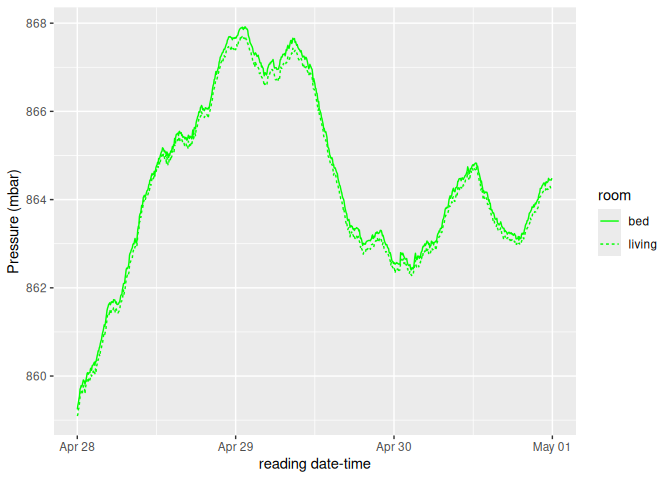 868
866
864
862
860
Pressure (mbar)
Apr 28
Apr 29
Apr 30
May 01
reading date-time
room
bed
living